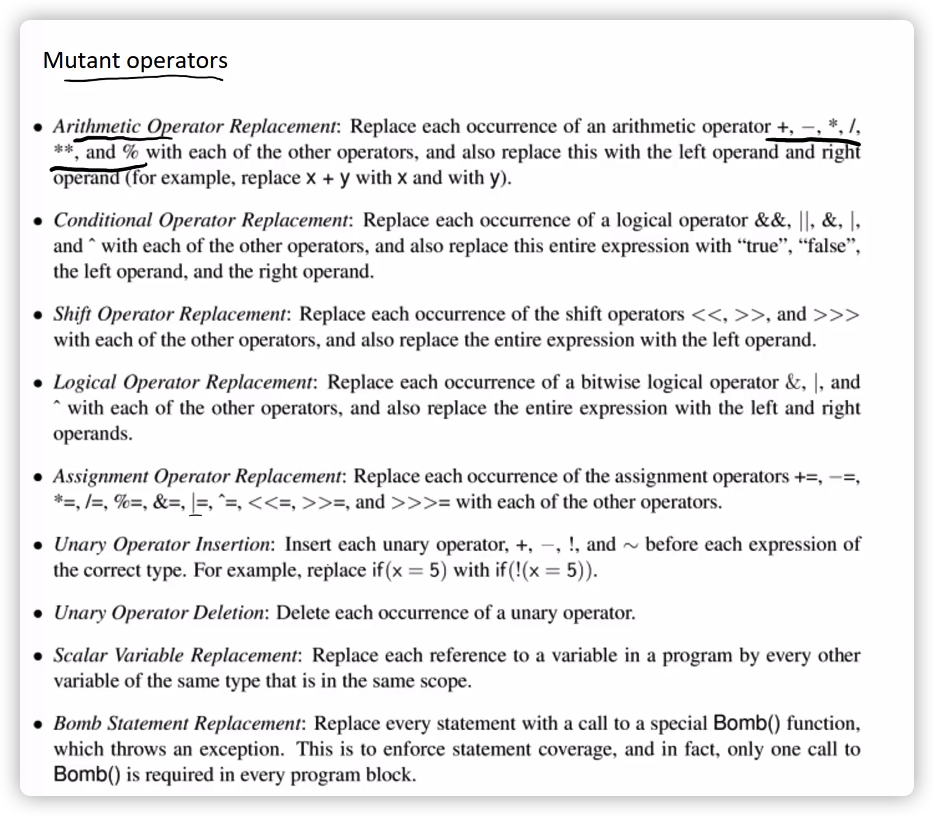 Mutant operators
• Arithmetic Operator Replacement: Replace each occurrence of an arithmetic operator +, −, *, /,
**, and % with each of the other operators, and also replace this with the left operand and right
operand (for example, replace x + y with x and with y).
• Conditional Operator Replacement: Replace each occurrence of a logical operator &&, ||, &, |,
and ^ with each of the other operators, and also replace this entire expression with “true”, “false”,
the left operand, and the right operand.
• Shift Operator Replacement: Replace each occurrence of the shift operators <<, >>, and >>>
with each of the other operators, and also replace the entire expression with the left operand.
• Logical Operator Replacement: Replace each occurrence of a bitwise logical operator &, |, and
^ with each of the other operators, and also replace the entire expression with the left and right
operands.
• Assignment Operator Replacement: Replace each occurrence of the assignment operators +=, −=,
*=, /=, %=, &=, |=, ^=, <<=, >>=, and >>>= with each of the other operators.
• Unary Operator Insertion: Insert each unary operator, +, −, !, and ∼ before each expression of
the correct type. For example, replace if(x = 5) with if(!(x = 5)).
• Unary Operator Deletion: Delete each occurrence of a unary operator.
• Scalar Variable Replacement: Replace each reference to a variable in a program by every other
variable of the same type that is in the same scope.
• Bomb Statement Replacement: Replace every statement with a call to a special Bomb() function,
which throws an exception. This is to enforce statement coverage, and in fact, only one call to
Bomb() is required in every program block.